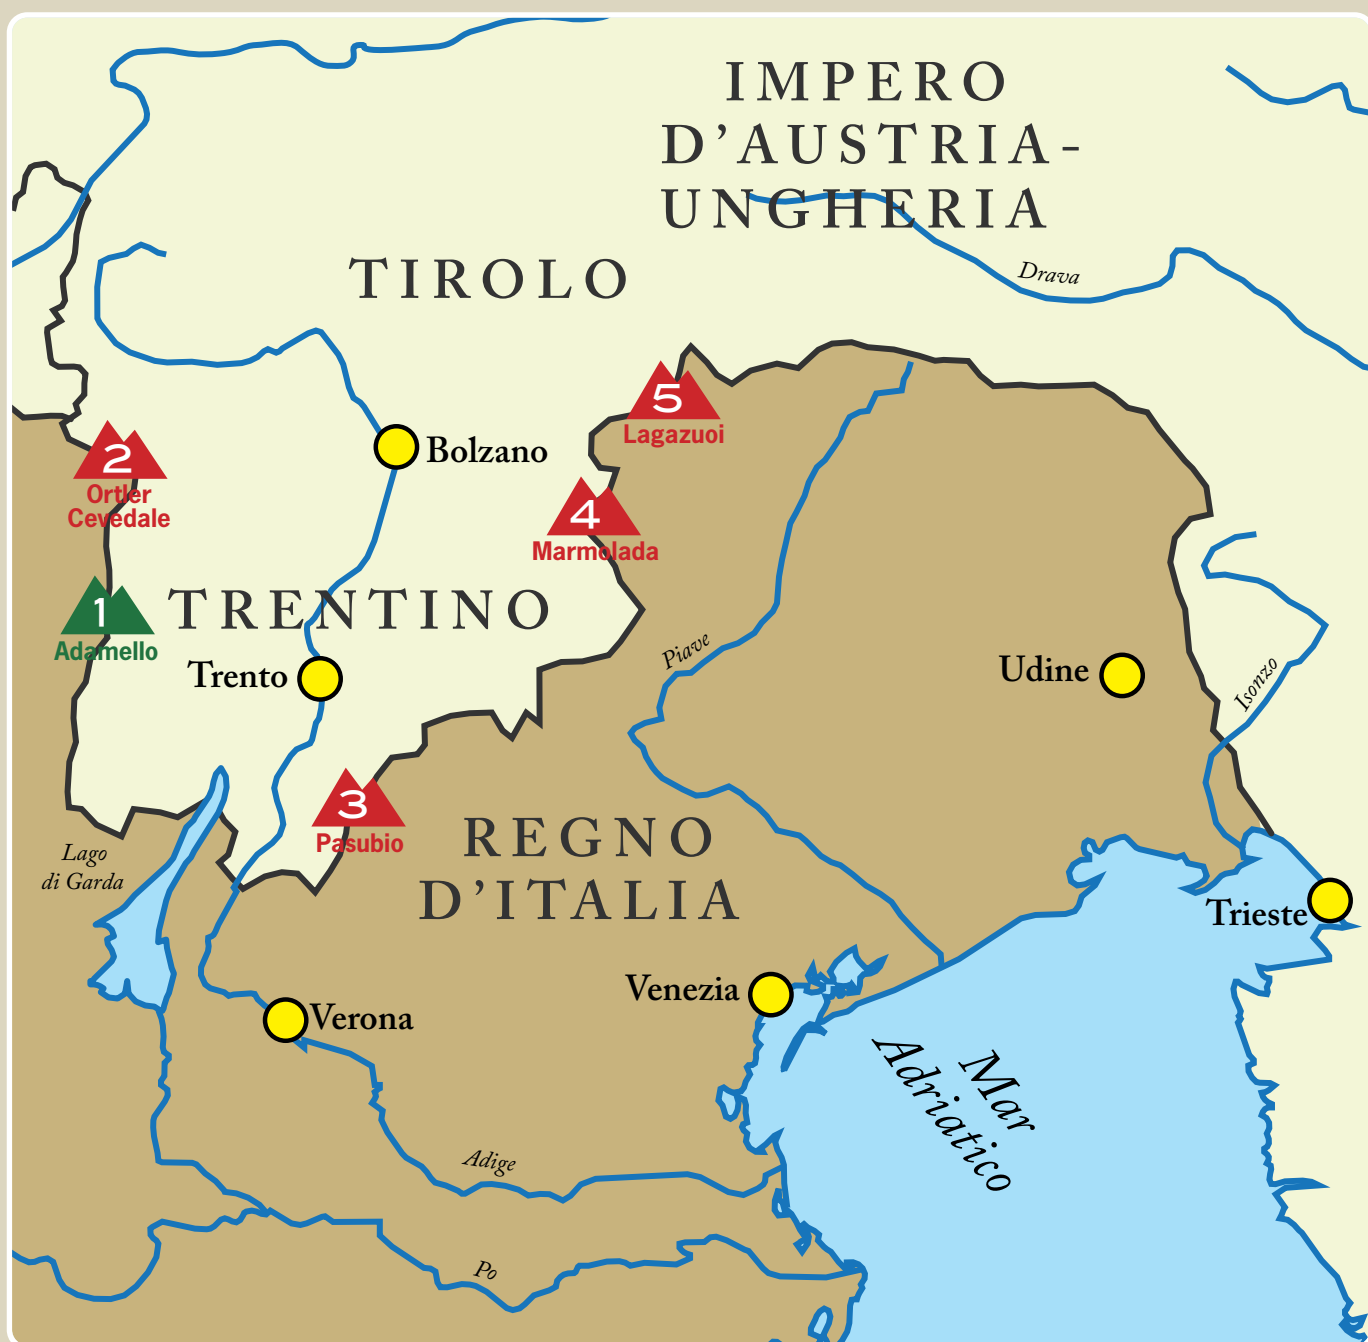 IMPERO
D’AUSTRIA-
UNGHERIA
Drava
TIROLO
5
Lagazuoi
2
Ortler
Cevedale
Bolzano
4
Marmolada
1
Adamello
TRENTINO
Trento
Piave
Udine
Isonzo
3
Pasubio
Lago
di Garda
REGNO
D’ITALIA
Trieste
Venezia
Verona
Mar
Adriatico
Adige
Po